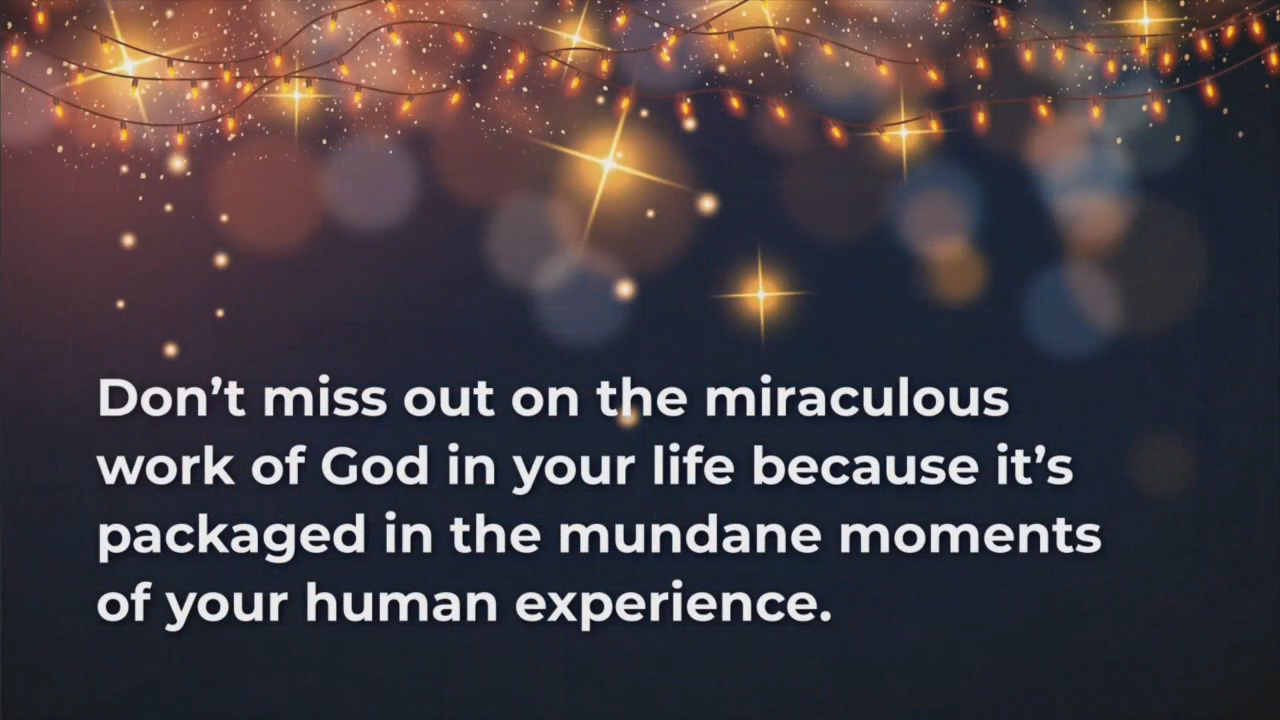 Don’t miss out on the miraculous
work of God in your life because it’s
packaged in the mundane moments
of your human experience.